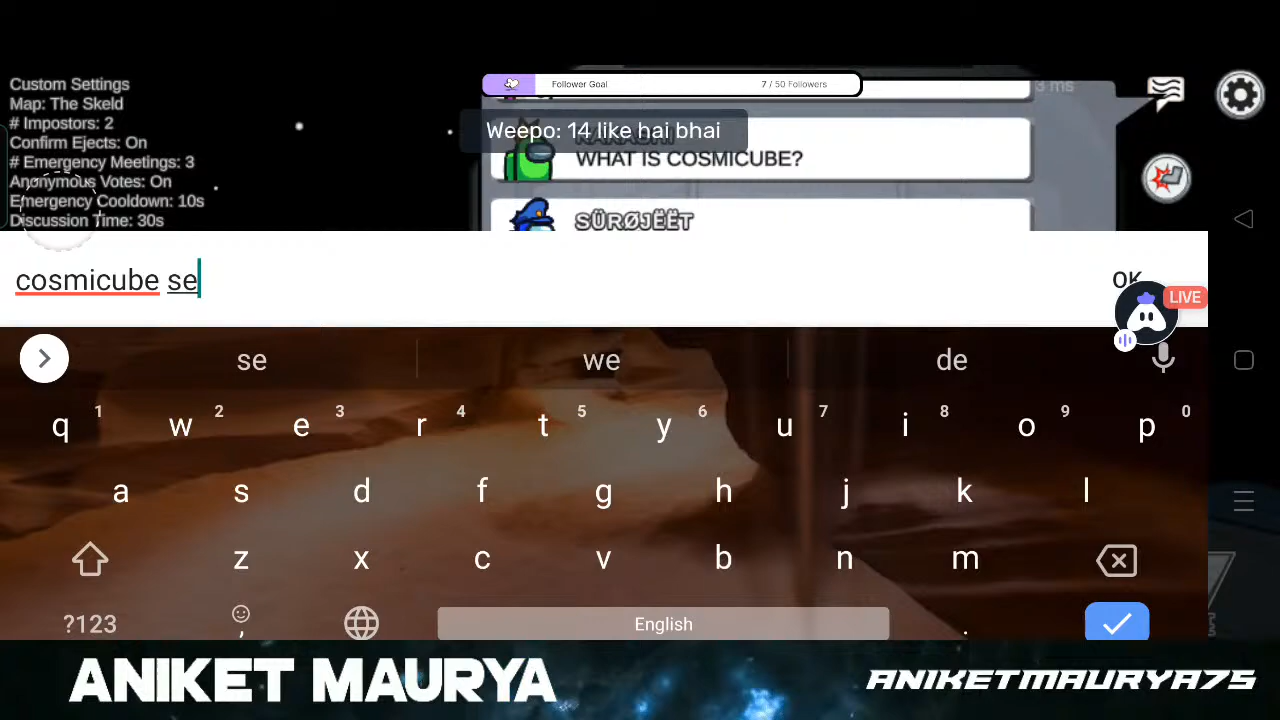 Custom Settings
Map: The Skeld
# Impostors: 2
Confirm Ejects: On
# Emergency Meetings: 3
Anonymous Votes: On
Emergency Cooldown: 10s
Discussion Time: 30s
Follower Goal 7 / 50 Followers
3 ms
Weepo: 14 like hai bhai
WHAT IS COSMICUBE?
SÜRØJËËT
cosmicube se
OK
LIVE
se we de
q 1 w 2 e 3 r 4 t 5 y 6 u 7 i 8 o 9 p 0
a s d f g h j k l
z x c v b n m
?123 , English .
ANIKET MAURYA
ANIKETMAURYA75